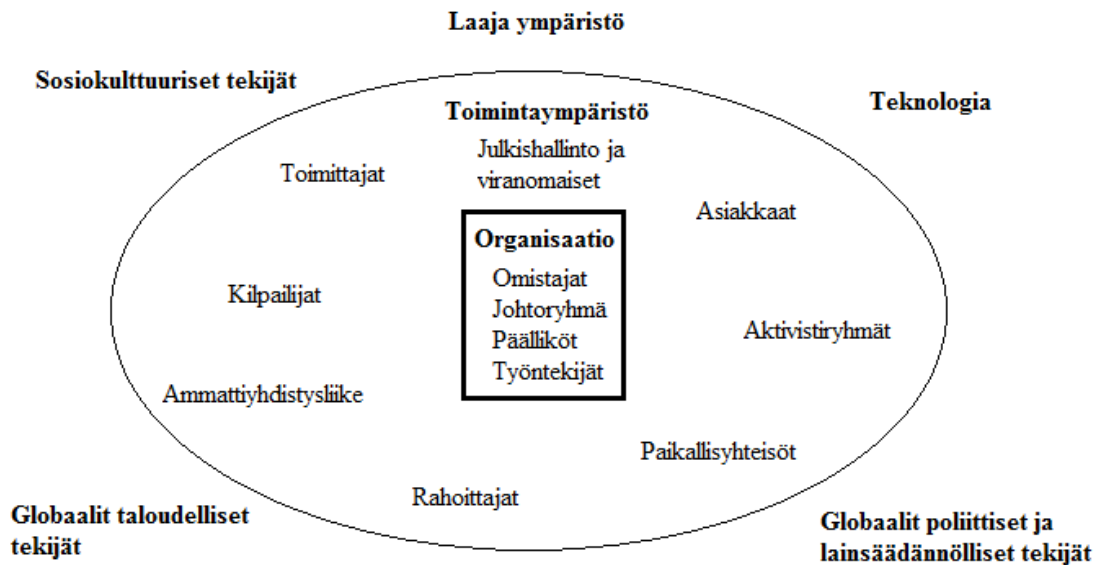 Laaja ympäristö
Sosiokulttuuriset tekijät
Teknologia
Toimintaympäristö
Julkishallinto ja
viranomaiset
Toimittajat
Asiakkaat
Organisaatio
Omistajat
Johtoryhmä
Päälliköt
Työntekijät
Kilpailijat
Aktivistiryhmät
Ammattiyhdistysliike
Paikallisyhteisöt
Rahoittajat
Globaalit taloudelliset
tekijät
Globaalit poliittiset ja
lainsäädännölliset tekijät